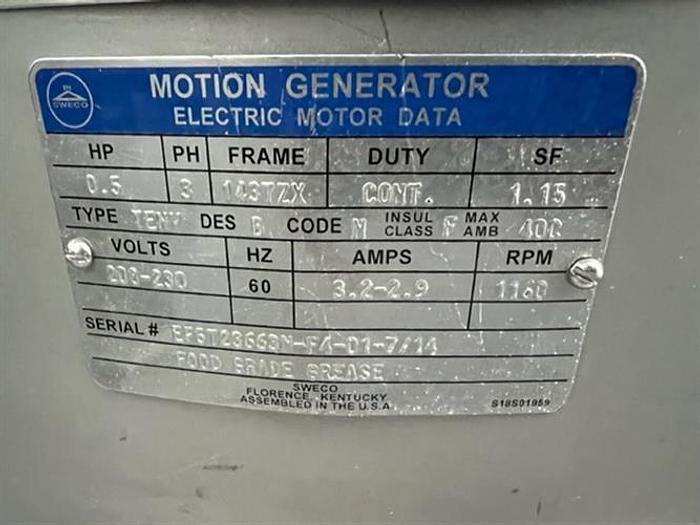 IN
SWECO
MOTION GENERATOR
ELECTRIC MOTOR DATA
HP PH FRAME DUTY SF
0.5 3 143TZX CONT. 1.15
TYPE TENV DES B CODE M INSUL CLASS F MAX AMB 40C
VOLTS HZ AMPS RPM
208-230 60 3.2-2.9 1160
SERIAL #
FOOD GRADE GREASE
SWECO
FLORENCE, KENTUCKY
ASSEMBLED IN THE U.S.A.
S18S01959